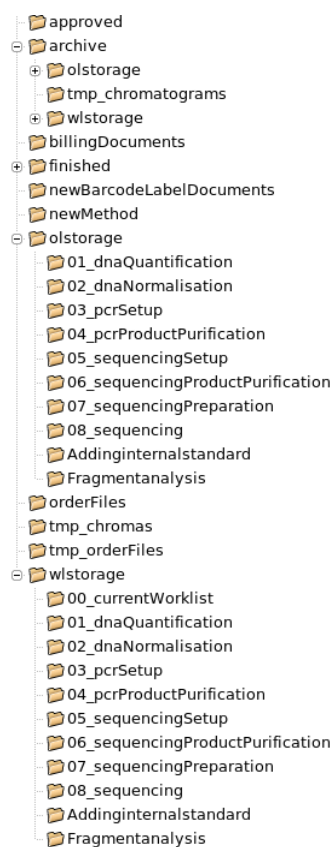 approved
archive
olstorage
tmp_chromatograms
wlstorage
billingDocuments
finished
newBarcodeLabelDocuments
newMethod
olstorage
01_dnaQuantification
02_dnaNormalisation
03_pcrSetup
04_pcrProductPurification
05_sequencingSetup
06_sequencingProductPurification
07_sequencingPreparation
08_sequencing
Addinginternalstandard
Fragmentanalysis
orderFiles
tmp_chromas
tmp_orderFiles
wlstorage
00_currentWorklist
01_dnaQuantification
02_dnaNormalisation
03_pcrSetup
04_pcrProductPurification
05_sequencingSetup
06_sequencingProductPurification
07_sequencingPreparation
08_sequencing
Addinginternalstandard
Fragmentanalysis